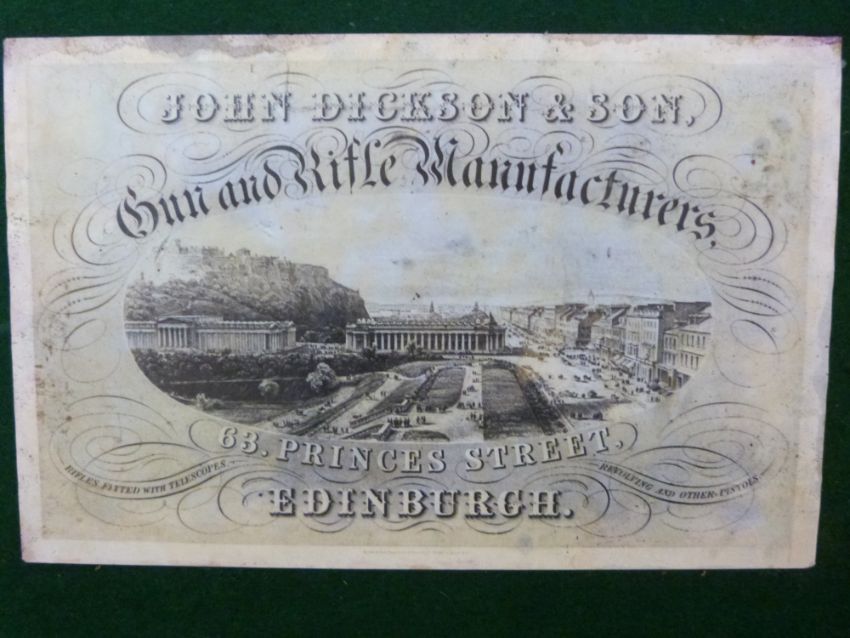 JOHN DICKSON & SON,
Gun and Rifle Manufacturers,
63, PRINCES STREET,
RIFLES FITTED WITH TELESCOPES.
REVOLVING AND OTHER PISTOLS.
EDINBURGH.